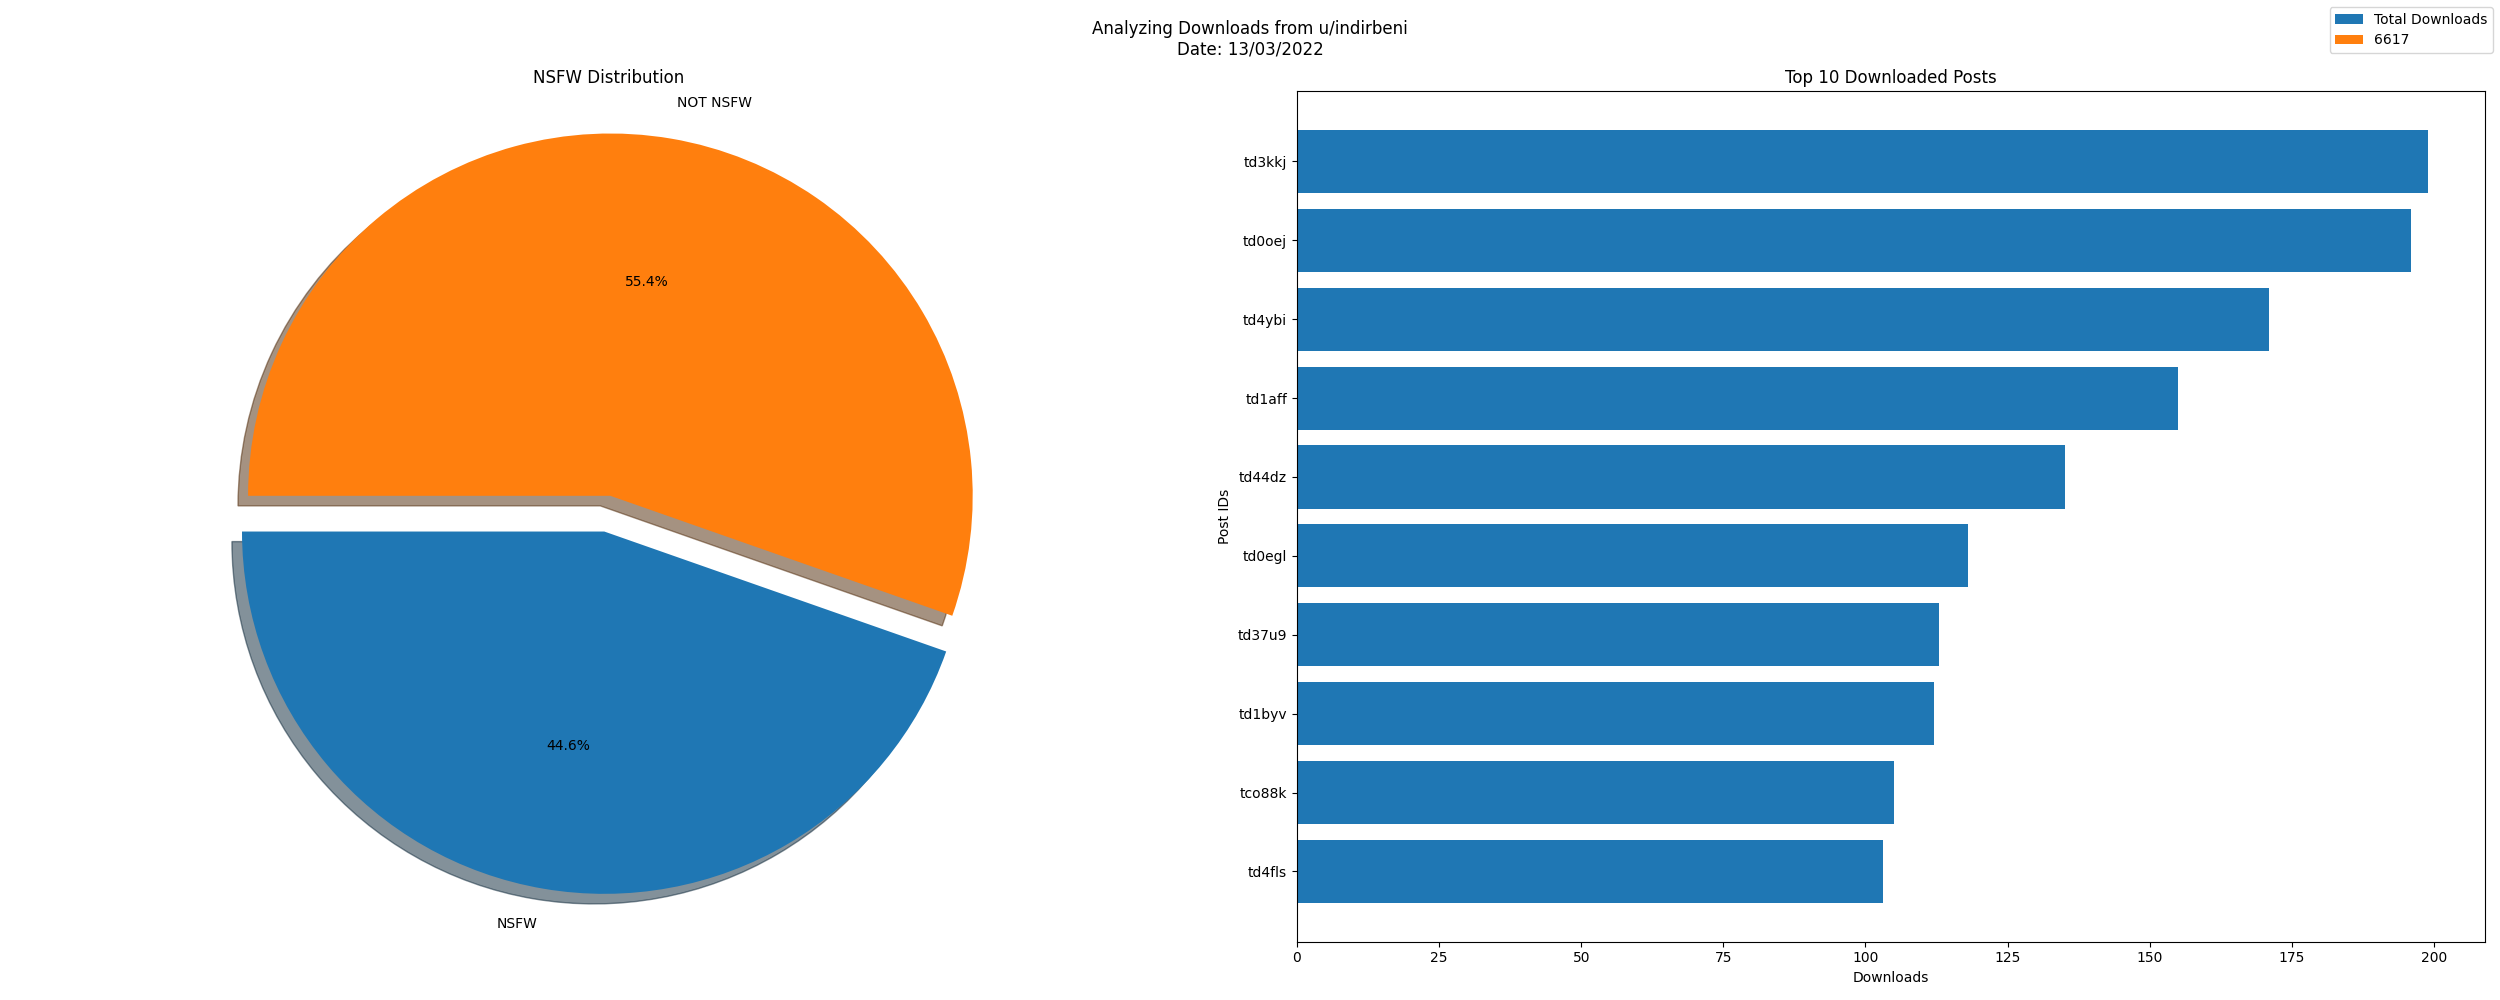 Analyzing Downloads from u/indirbeni
Date: 13/03/2022
Total Downloads
6617
NSFW Distribution
NOT NSFW
55.4%
44.6%
NSFW
Top 10 Downloaded Posts
Post IDs
td3kkj
td0oej
td4ybi
td1aff
td44dz
td0egl
td37u9
td1byv
tco88k
td4fls
0 25 50 75 100 125 150 175 200
Downloads